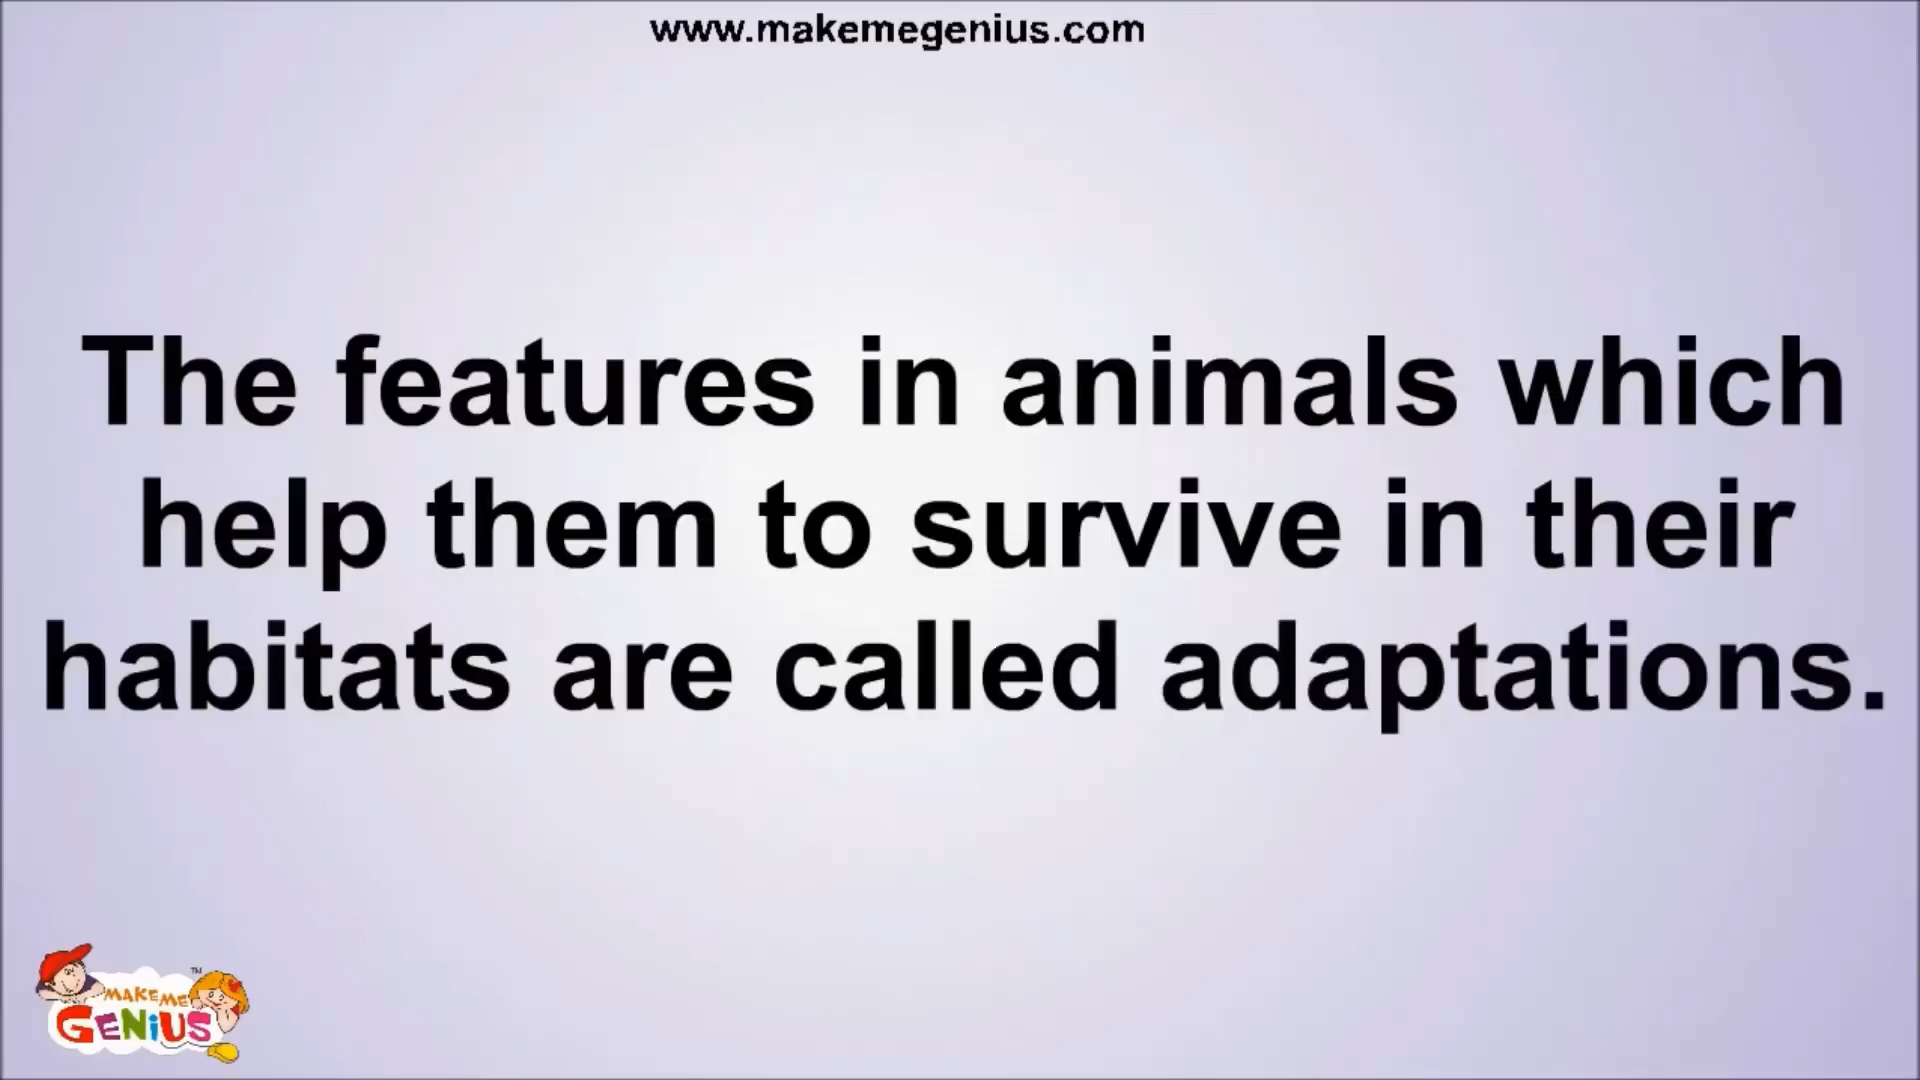 www.makemegenius.com
The features in animals which
help them to survive in their
habitats are called adaptations.
TM
MAKE ME
GENiUS